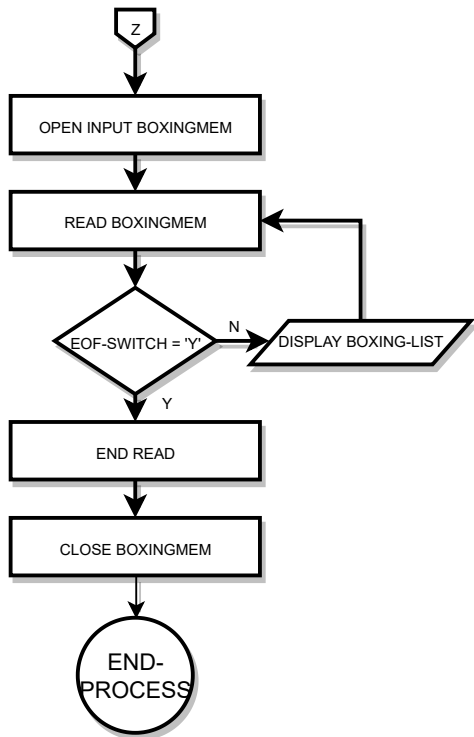 Z
OPEN INPUT BOXINGMEM
READ BOXINGMEM
EOF-SWITCH = 'Y'
N
DISPLAY BOXING-LIST
Y
END READ
CLOSE BOXINGMEM
END-
PROCESS